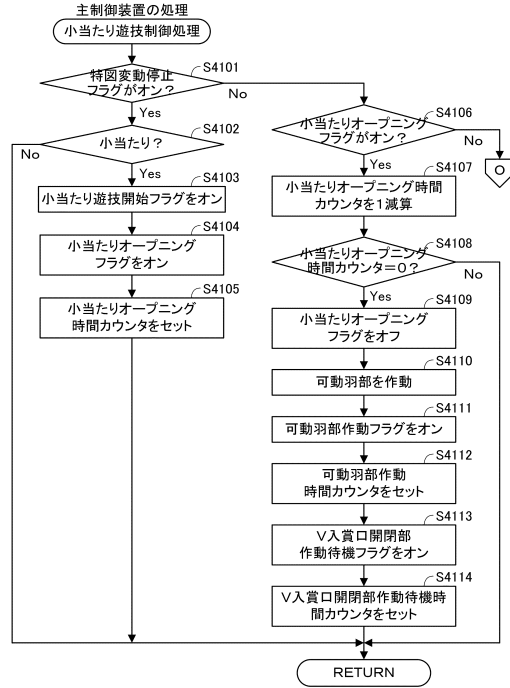 主制御装置の処理
小当たり遊技制御処理
S4101
特図変動停止
フラグがオン？
No
Yes
S4102
小当たり？
No
Yes
S4103
小当たり遊技開始フラグをオン
S4104
小当たりオープニング
フラグをオン
S4105
小当たりオープニング
時間カウンタをセット
S4106
小当たりオープニング
フラグがオン？
No
O
Yes
S4107
小当たりオープニング時間
カウンタを1減算
S4108
小当たりオープニング
時間カウンタ=0？
No
Yes
S4109
小当たりオープニング
フラグをオフ
S4110
可動羽部を作動
S4111
可動羽部作動フラグをオン
S4112
可動羽部作動
時間カウンタをセット
S4113
V入賞口開閉部
作動待機フラグをオン
S4114
V入賞口開閉部作動待機時
間カウンタをセット
RETURN